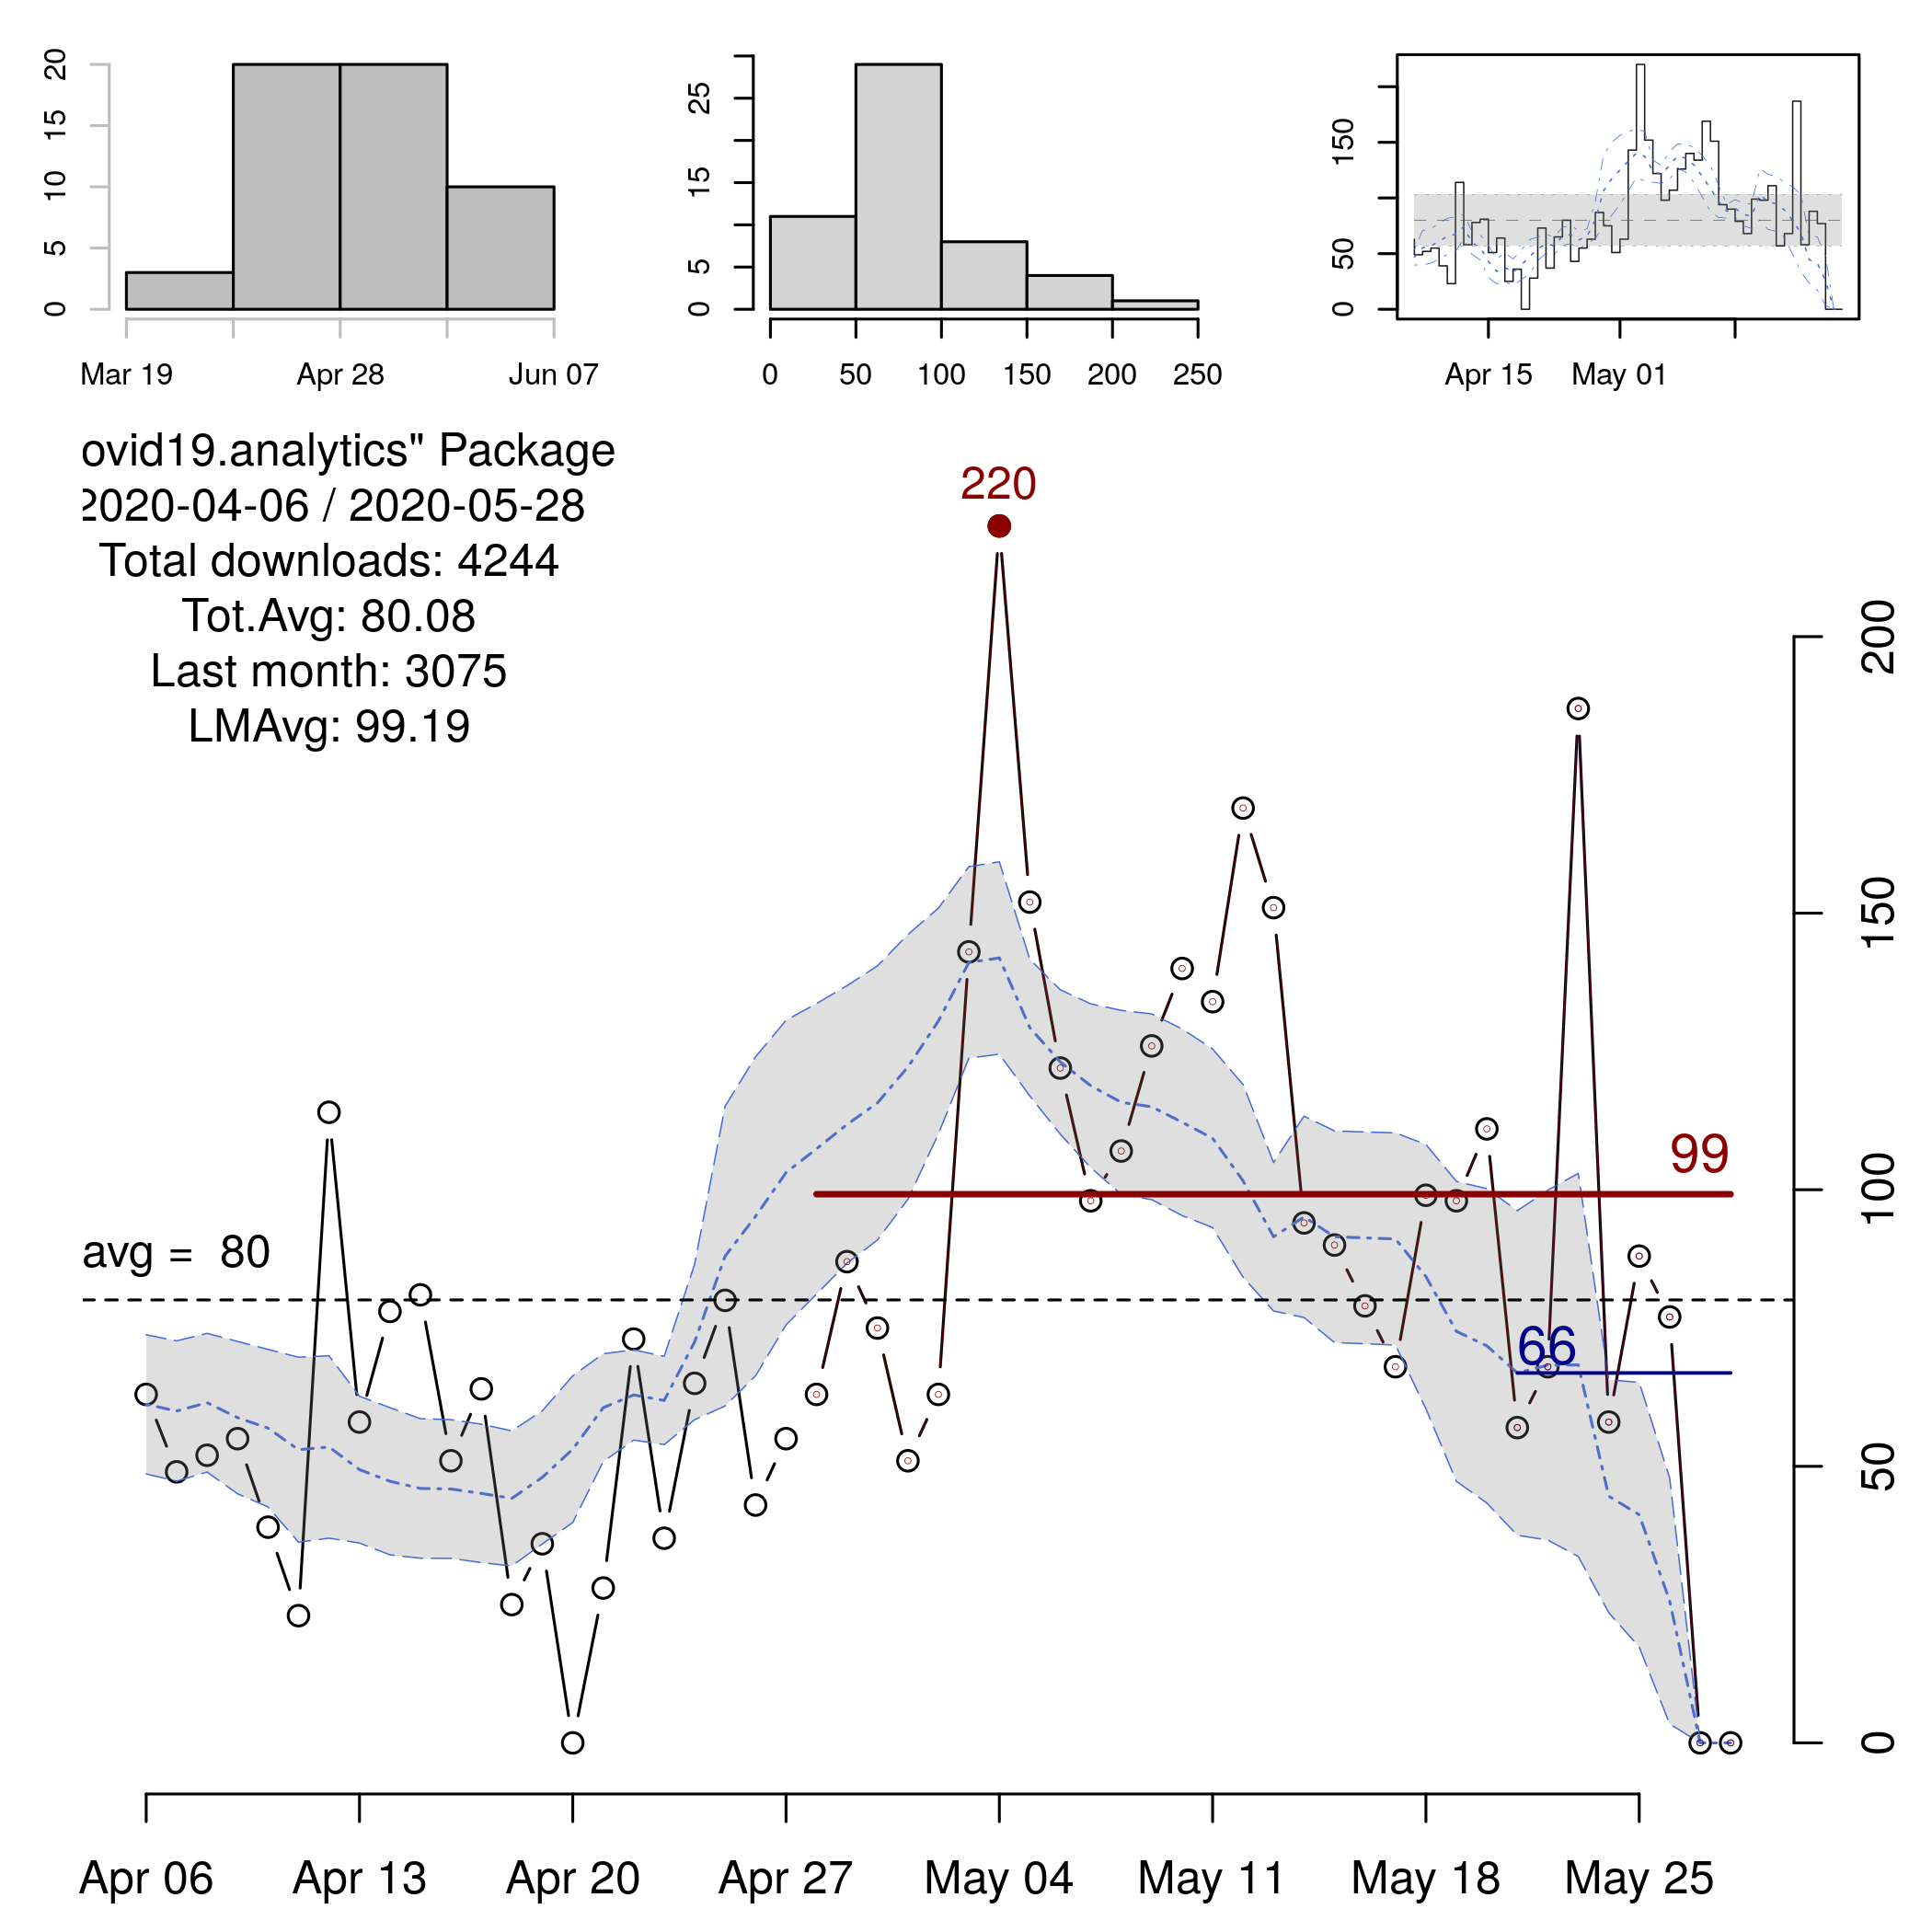 20
15
10
5
0
Mar 19 Apr 28 Jun 07
25
15
5
0
0 50 100 150 200 250
150
50
0
Apr 15 May 01
ovid19.analytics" Package
2020-04-06 / 2020-05-28
Total downloads: 4244
Tot.Avg: 80.08
Last month: 3075
LMAvg: 99.19
220
99
avg = 80
66
200
150
100
50
0
Apr 06 Apr 13 Apr 20 Apr 27 May 04 May 11 May 18 May 25